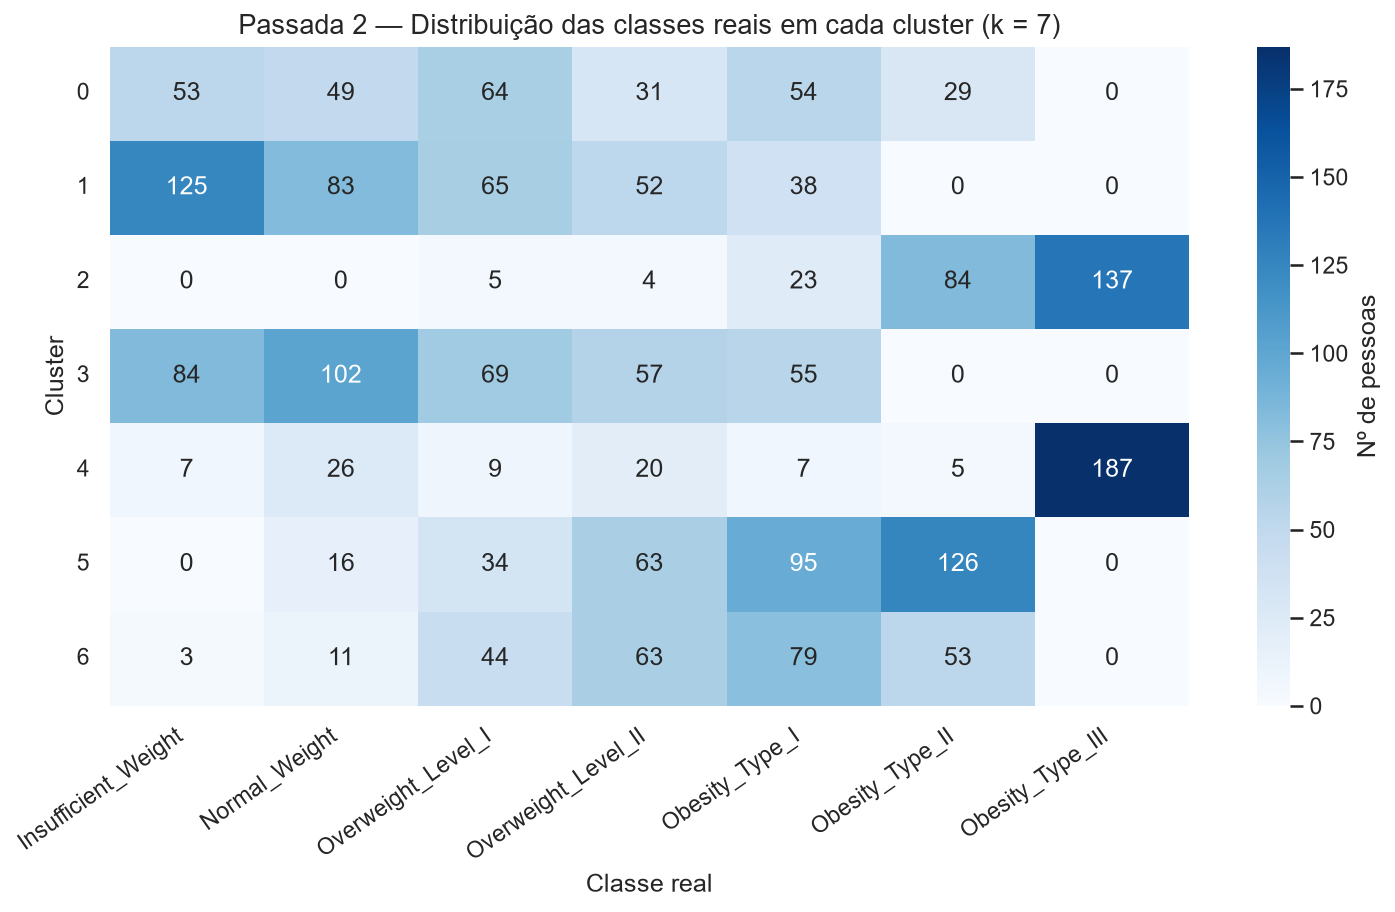 Passada 2 — Distribuição das classes reais em cada cluster (k = 7)
0 53 49 64 31 54 29 0
1 125 83 65 52 38 0 0
2 0 0 5 4 23 84 137
3 84 102 69 57 55 0 0
4 7 26 9 20 7 5 187
5 0 16 34 63 95 126 0
6 3 11 44 63 79 53 0
Cluster
Insufficient_Weight
Normal_Weight
Overweight_Level_I
Overweight_Level_II
Obesity_Type_I
Obesity_Type_II
Obesity_Type_III
Classe real
175
150
125
100
75
50
25
0
Nº de pessoas